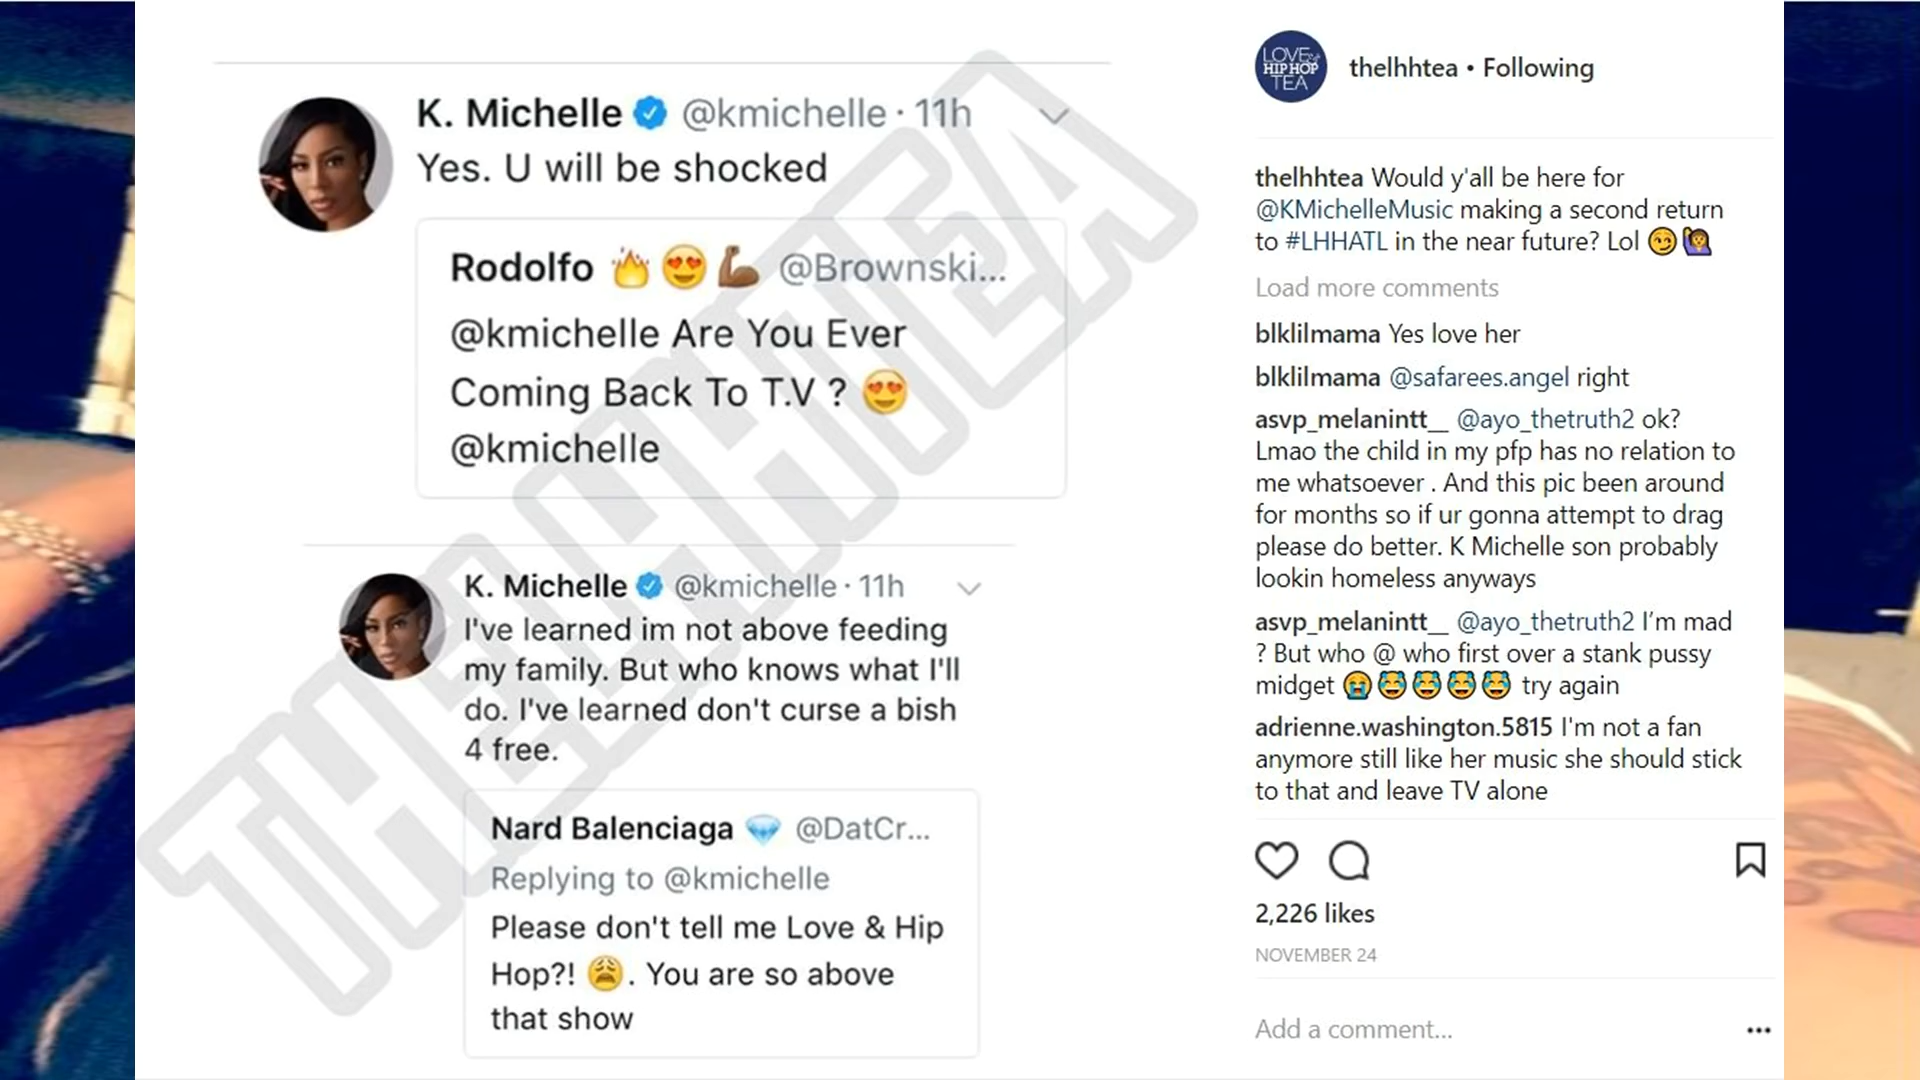 K. Michelle @kmichelle · 11h
Yes. U will be shocked
Rodolfo 🔥😍💪🏾 @Brownski...
@kmichelle Are You Ever
Coming Back To T.V ? 😍
@kmichelle
K. Michelle @kmichelle · 11h
I've learned im not above feeding
my family. But who knows what I'll
do. I've learned don't curse a bish
4 free.
Nard Balenciaga 💎 @DatCr...
Replying to @kmichelle
Please don't tell me Love & Hip
Hop?! 😩. You are so above
that show
THELHHTEA
LOVE &
HIP HOP
TEA
thelhhtea • Following
thelhhtea Would y'all be here for
@KMichelleMusic making a second return
to #LHHATL in the near future? Lol 😏🙋🏽
Load more comments
blklilmama Yes love her
blklilmama @safarees.angel right
asvp_melanintt__ @ayo_thetruth2 ok?
Lmao the child in my pfp has no relation to
me whatsoever . And this pic been around
for months so if ur gonna attempt to drag
please do better. K Michelle son probably
lookin homeless anyways
asvp_melanintt__ @ayo_thetruth2 I’m mad
? But who @ who first over a stank pussy
midget 😭😂😂😂😂 try again
adrienne.washington.5815 I'm not a fan
anymore still like her music she should stick
to that and leave TV alone
2,226 likes
NOVEMBER 24
Add a comment...